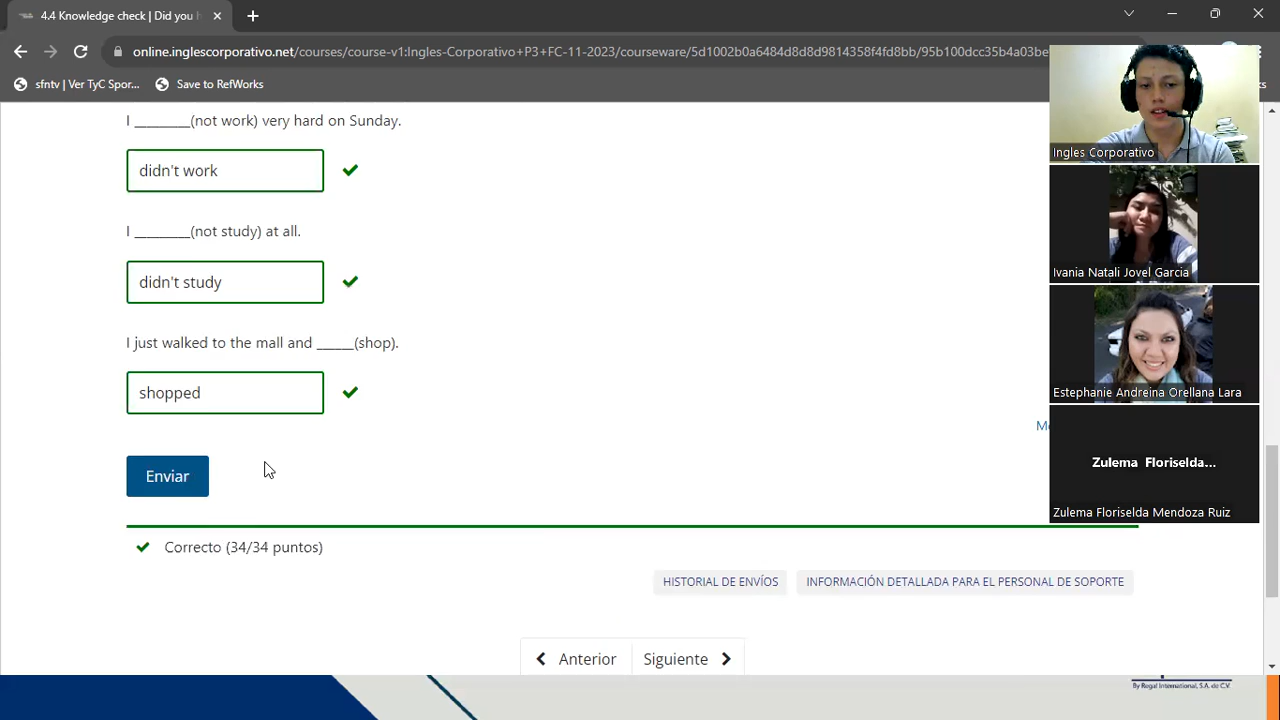 4.4 Knowledge check | Did you h
online.inglescorporativo.net/courses/course-v1:Ingles-Corporativo+P3+FC-11-2023/courseware/5d1002b0a6484d8d8d9814358f4fd8bb/95b100dcc35b4a03be
sfntv | Ver TyC Spor...
Save to RefWorks
I ________(not work) very hard on Sunday.
didn't work
I ________(not study) at all.
didn't study
I just walked to the mall and _____(shop).
shopped
Enviar
Correcto (34/34 puntos)
HISTORIAL DE ENVÍOS
INFORMACIÓN DETALLADA PARA EL PERSONAL DE SOPORTE
Anterior
Siguiente
Ingles Corporativo
Ivania Natali Jovel Garcia
Estephanie Andreina Orellana Lara
Zulema Floriselda...
Zulema Floriselda Mendoza Ruiz
By Regal International, S.A. de C.V.